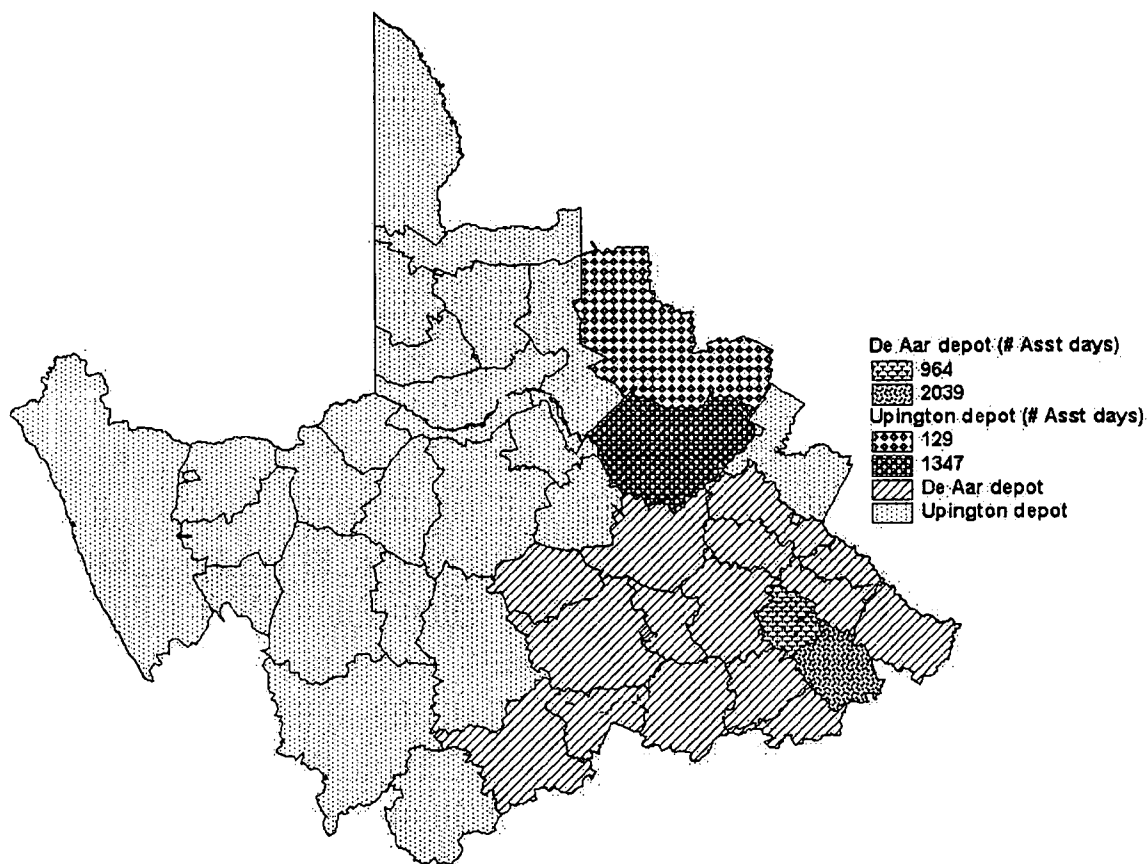 De Aar depot (# Asst days)
964
2039
Upington depot (# Asst days)
129
1347
De Aar depot
Upington depot